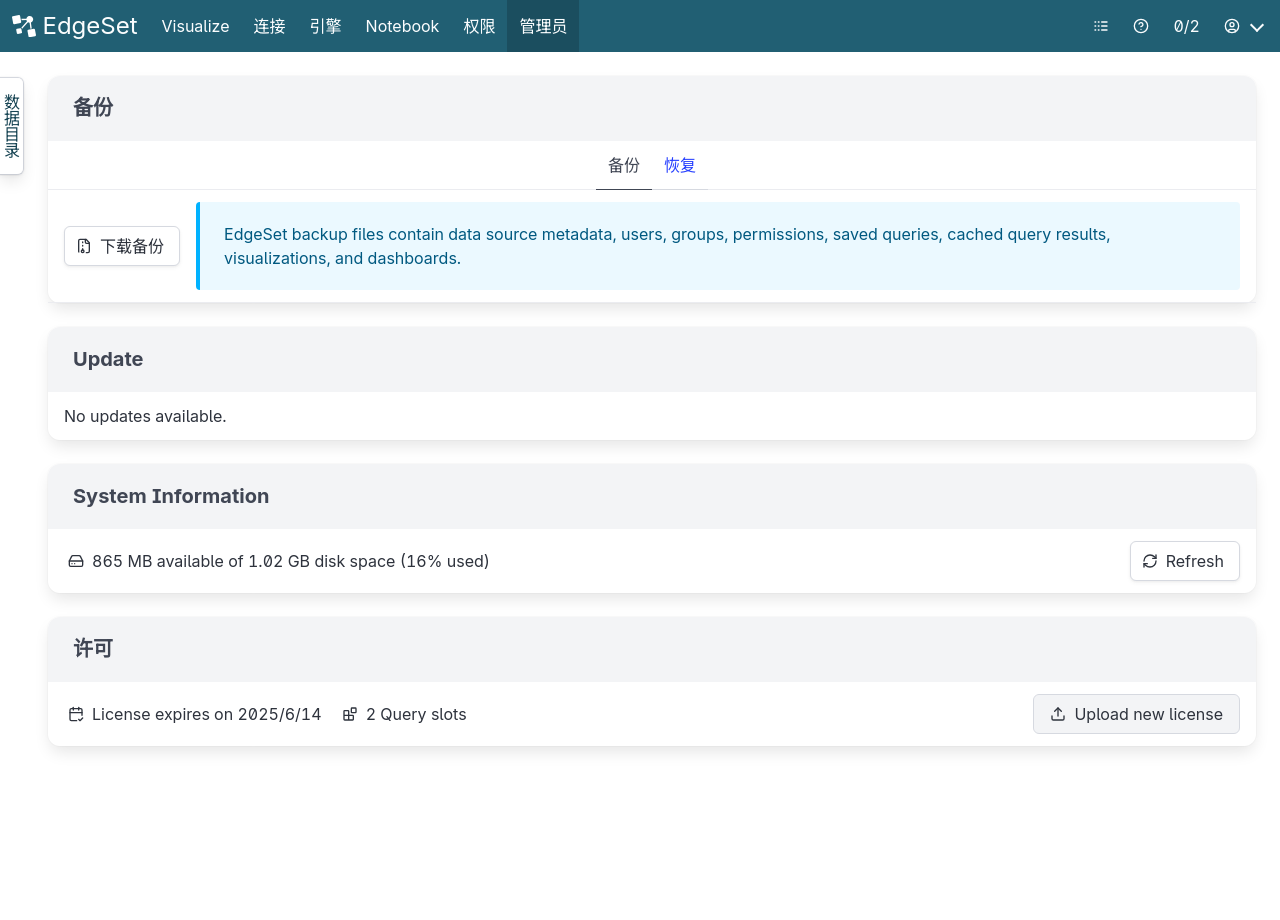 EdgeSet
Visualize
连接
引擎
Notebook
权限
管理员
0/2
数据目录
备份
备份
恢复
下载备份
EdgeSet backup files contain data source metadata, users, groups, permissions, saved queries, cached query results,
visualizations, and dashboards.
Update
No updates available.
System Information
865 MB available of 1.02 GB disk space (16% used)
Refresh
许可
License expires on 2025/6/14
2 Query slots
Upload new license